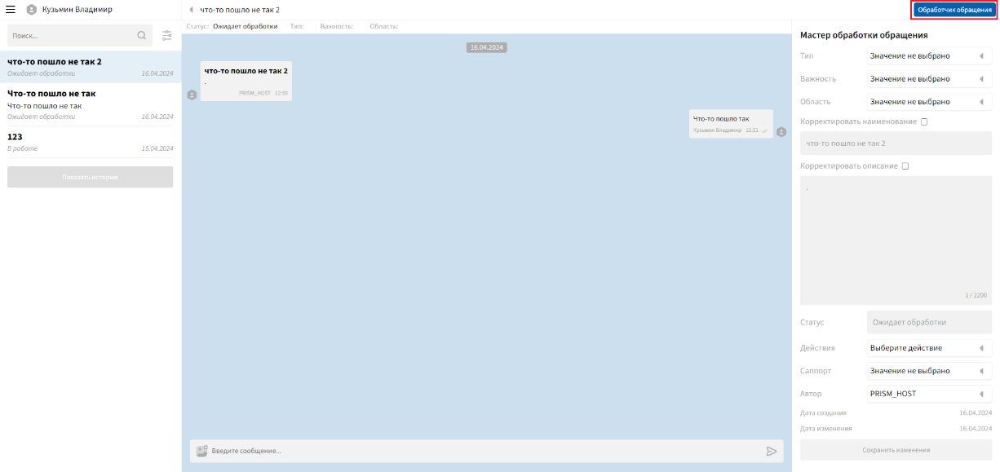 Кузьмин Владимир
что-то пошло не так 2
Обработчик обращения
Поиск...
что-то пошло не так 2
Ожидает обработки 16.04.2024
Что-то пошло не так
Что-то пошло не так
Ожидает обработки 16.04.2024
123
В работе 15.04.2024
Показать историю
Статус: Ожидает обработки Тип: Важность: Область:
16.04.2024
что-то пошло не так 2
.
PRISM_HOST 12:50
Что-то пошло так
Кузьмин Владимир 12:51
Введите сообщение...
Мастер обработки обращения
Тип Значение не выбрано
Важность Значение не выбрано
Область Значение не выбрано
Корректировать наименование
что-то пошло не так 2
Корректировать описание
.
1 / 2200
Статус Ожидает обработки
Действия Выберите действие
Саппорт Значение не выбрано
Автор PRISM_HOST
Дата создания 16.04.2024
Дата изменения 16.04.2024
Сохранить изменения